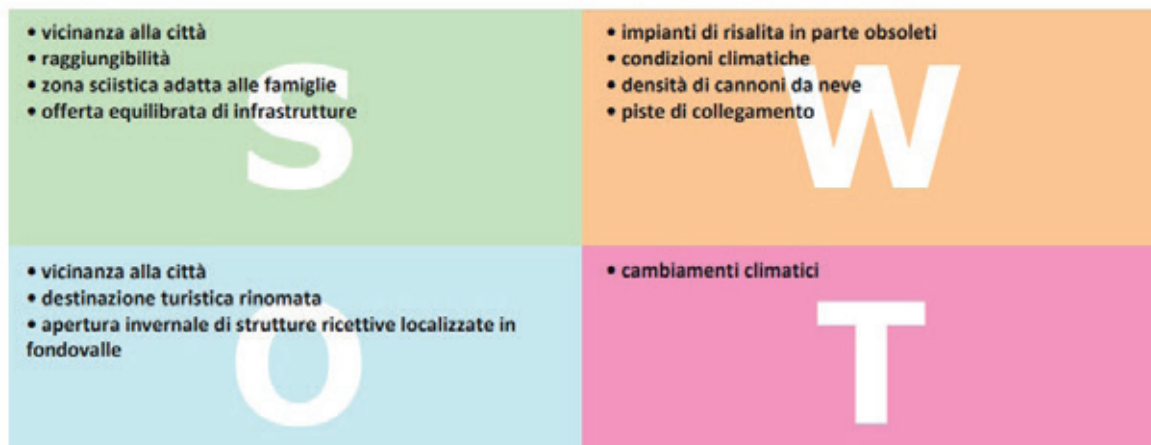 • vicinanza alla città
• raggiungibilità
• zona sciistica adatta alle famiglie
• offerta equilibrata di infrastrutture
S
• impianti di risalita in parte obsoleti
• condizioni climatiche
• densità di cannoni da neve
• piste di collegamento
W
• vicinanza alla città
• destinazione turistica rinomata
• apertura invernale di strutture ricettive localizzate in
fondovalle
O
• cambiamenti climatici
T